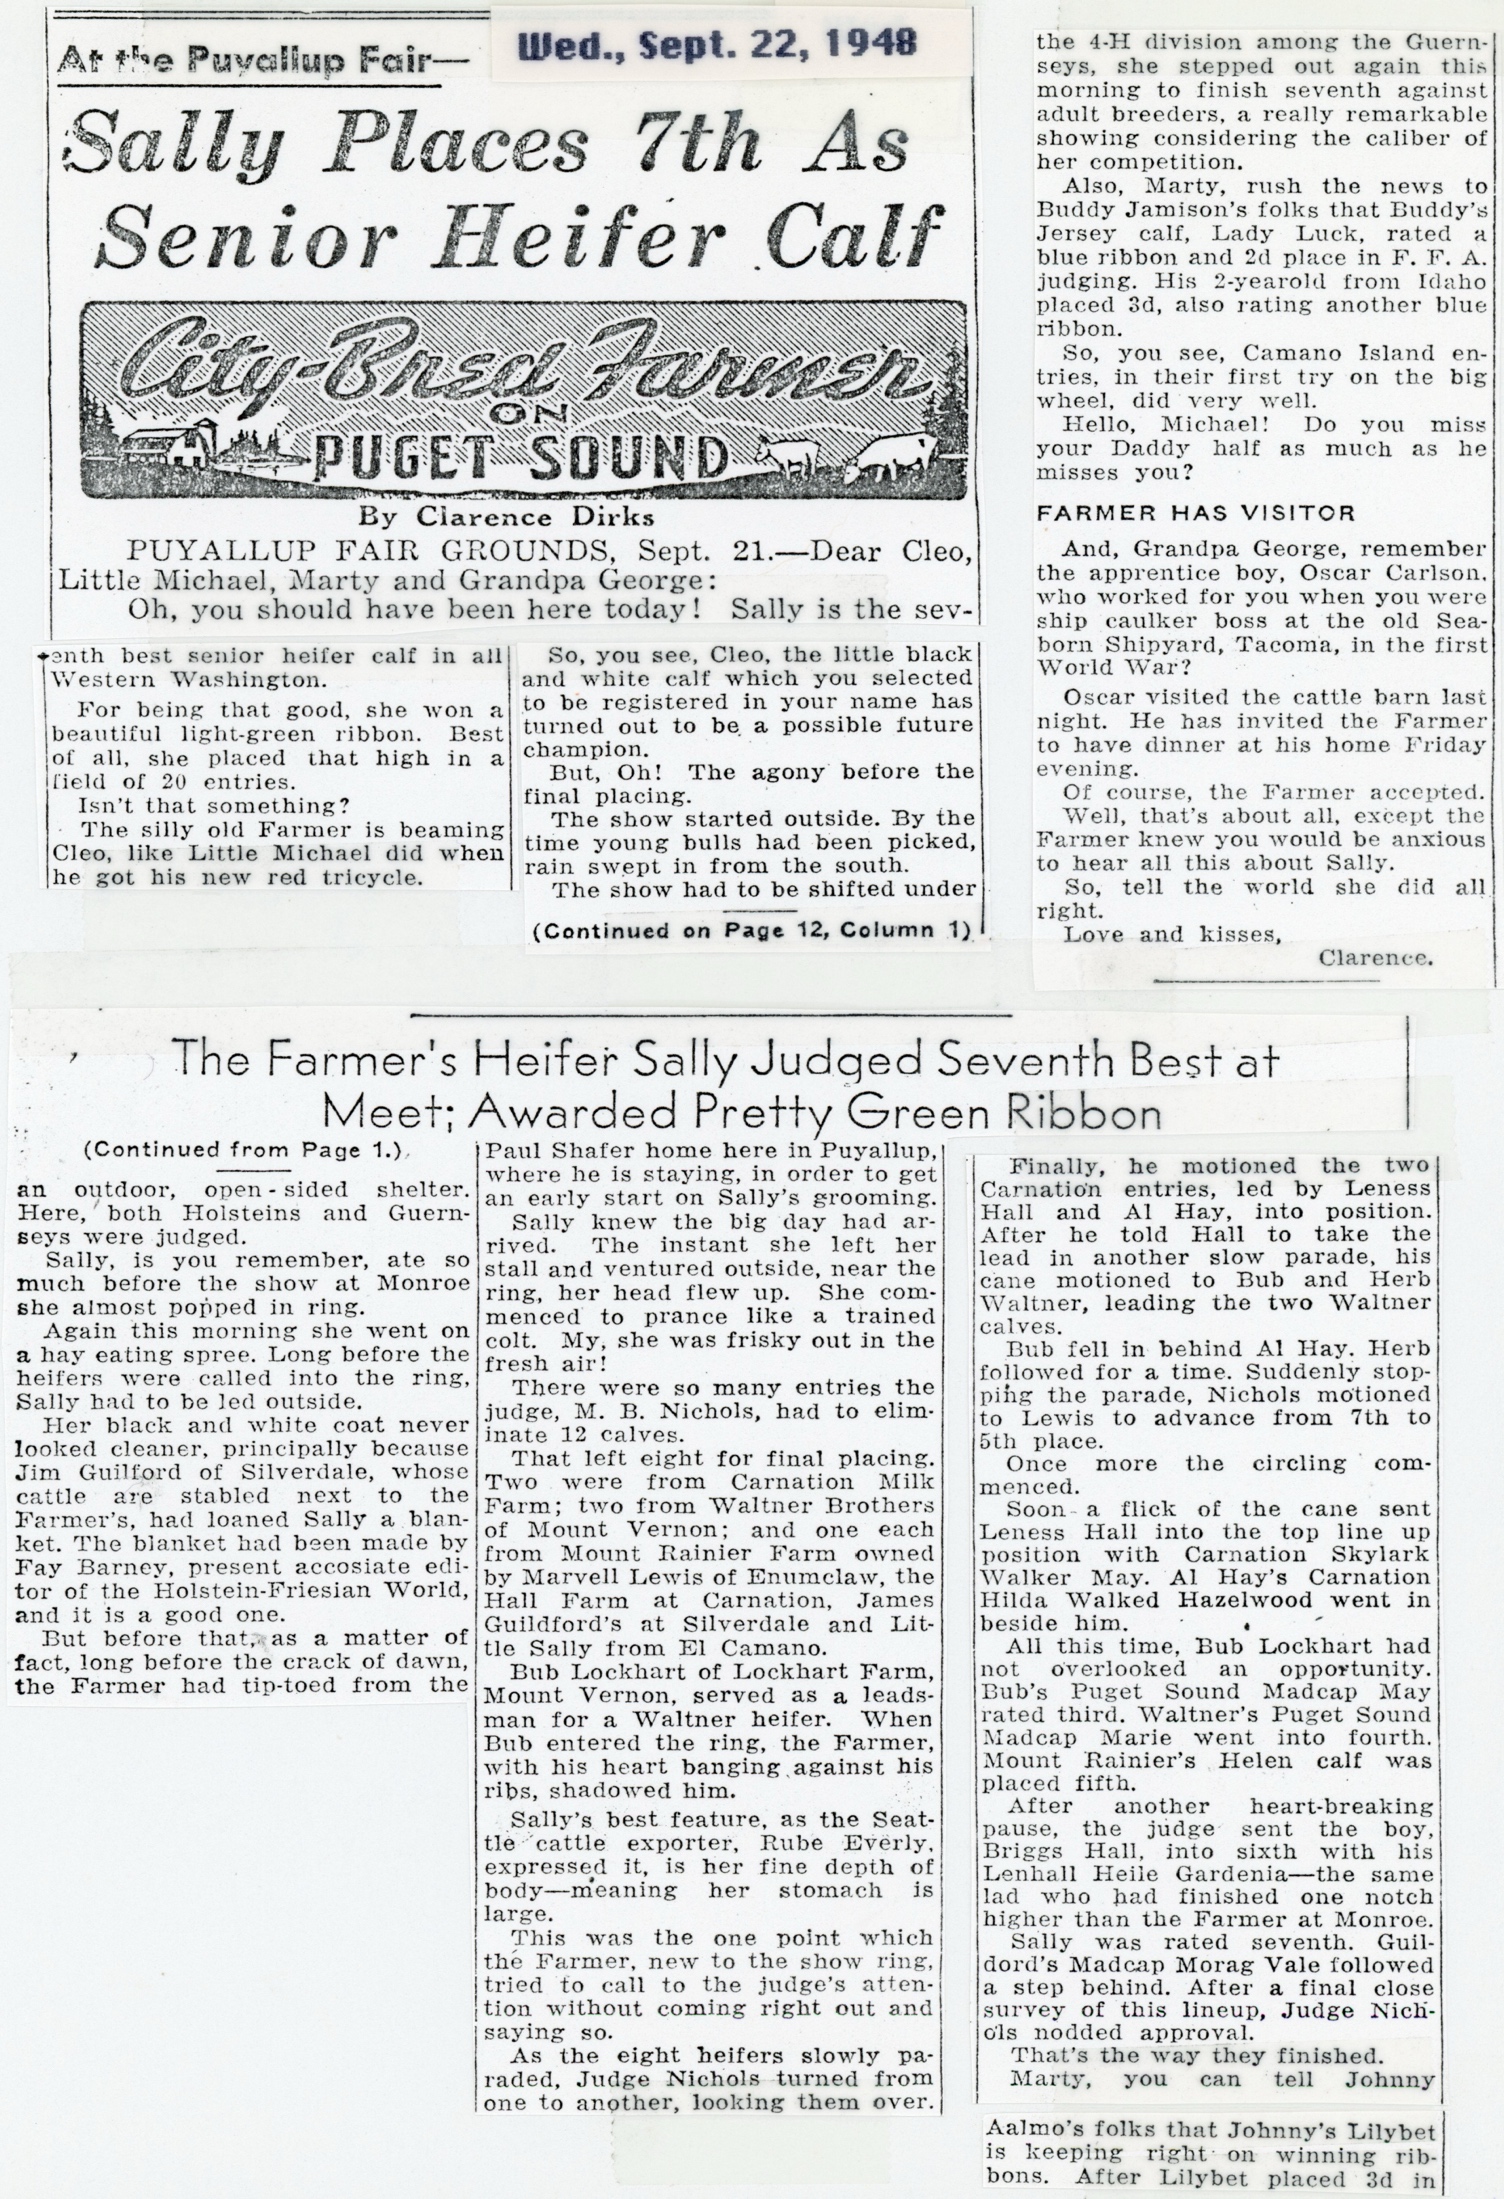 At the Puyallup Fair—
Wed., Sept. 22, 1948
Sally Places 7th As
Senior Heifer Calf
City-Bred Farmer
ON
PUGET SOUND
By Clarence Dirks
PUYALLUP FAIR GROUNDS, Sept. 21.—Dear Cleo,
Little Michael, Marty and Grandpa George:
Oh, you should have been here today! Sally is the sev-
enth best senior heifer calf in all
Western Washington.
For being that good, she won a
beautiful light-green ribbon. Best
of all, she placed that high in a
field of 20 entries.
Isn't that something?
The silly old Farmer is beaming
Cleo, like Little Michael did when
he got his new red tricycle.
So, you see, Cleo, the little black
and white calf which you selected
to be registered in your name has
turned out to be a possible future
champion.
But, Oh! The agony before the
final placing.
The show started outside. By the
time young bulls had been picked,
rain swept in from the south.
The show had to be shifted under
(Continued on Page 12, Column 1)
The Farmer's Heifer Sally Judged Seventh Best at
Meet; Awarded Pretty Green Ribbon
(Continued from Page 1.)
an outdoor, open-sided shelter.
Here, both Holsteins and Guern-
seys were judged.
Sally, is you remember, ate so
much before the show at Monroe
she almost popped in ring.
Again this morning she went on
a hay eating spree. Long before the
heifers were called into the ring,
Sally had to be led outside.
Her black and white coat never
looked cleaner, principally because
Jim Guilford of Silverdale, whose
cattle are stabled next to the
Farmer's, had loaned Sally a blan-
ket. The blanket had been made by
Fay Barney, present accosiate edi-
tor of the Holstein-Friesian World,
and it is a good one.
But before that, as a matter of
fact, long before the crack of dawn,
the Farmer had tip-toed from the
Paul Shafer home here in Puyallup,
where he is staying, in order to get
an early start on Sally's grooming.
Sally knew the big day had ar-
rived. The instant she left her
stall and ventured outside, near the
ring, her head flew up. She com-
menced to prance like a trained
colt. My, she was frisky out in the
fresh air!
There were so many entries the
judge, M. B. Nichols, had to elim-
inate 12 calves.
That left eight for final placing.
Two were from Carnation Milk
Farm; two from Waltner Brothers
of Mount Vernon; and one each
from Mount Rainier Farm owned
by Marvell Lewis of Enumclaw, the
Hall Farm at Carnation, James
Guildford's at Silverdale and Lit-
tle Sally from El Camano.
Bub Lockhart of Lockhart Farm,
Mount Vernon, served as a leads-
man for a Waltner heifer. When
Bub entered the ring, the Farmer,
with his heart banging against his
ribs, shadowed him.
Sally's best feature, as the Seat-
tle cattle exporter, Rube Everly,
expressed it, is her fine depth of
body—meaning her stomach is
large.
This was the one point which
the Farmer, new to the show ring,
tried to call to the judge's atten-
tion without coming right out and
saying so.
As the eight heifers slowly pa-
raded, Judge Nichols turned from
one to another, looking them over.
Finally, he motioned the two
Carnation entries, led by Leness
Hall and Al Hay, into position.
After he told Hall to take the
lead in another slow parade, his
cane motioned to Bub and Herb
Waltner, leading the two Waltner
calves.
Bub fell in behind Al Hay. Herb
followed for a time. Suddenly stop-
ping the parade, Nichols motioned
to Lewis to advance from 7th to
5th place.
Once more the circling com-
menced.
Soon a flick of the cane sent
Leness Hall into the top line up
position with Carnation Skylark
Walker May. Al Hay's Carnation
Hilda Walked Hazelwood went in
beside him.
All this time, Bub Lockhart had
not overlooked an opportunity.
Bub's Puget Sound Madcap May
rated third. Waltner's Puget Sound
Madcap Marie went into fourth.
Mount Rainier's Helen calf was
placed fifth.
After another heart-breaking
pause, the judge sent the boy,
Briggs Hall, into sixth with his
Lenhall Heile Gardenia—the same
lad who had finished one notch
higher than the Farmer at Monroe.
Sally was rated seventh. Guil-
dord's Madcap Morag Vale followed
a step behind. After a final close
survey of this lineup, Judge Nich-
ols nodded approval.
That's the way they finished.
Marty, you can tell Johnny
Aalmo's folks that Johnny's Lilybet
is keeping right on winning rib-
bons. After Lilybet placed 3d in
the 4-H division among the Guern-
seys, she stepped out again this
morning to finish seventh against
adult breeders, a really remarkable
showing considering the caliber of
her competition.
Also, Marty, rush the news to
Buddy Jamison's folks that Buddy's
Jersey calf, Lady Luck, rated a
blue ribbon and 2d place in F. F. A.
judging. His 2-yearold from Idaho
placed 3d, also rating another blue
ribbon.
So, you see, Camano Island en-
tries, in their first try on the big
wheel, did very well.
Hello, Michael! Do you miss
your Daddy half as much as he
misses you?
FARMER HAS VISITOR
And, Grandpa George, remember
the apprentice boy, Oscar Carlson,
who worked for you when you were
ship caulker boss at the old Sea-
born Shipyard, Tacoma, in the first
World War?
Oscar visited the cattle barn last
night. He has invited the Farmer
to have dinner at his home Friday
evening.
Of course, the Farmer accepted.
Well, that's about all, except the
Farmer knew you would be anxious
to hear all this about Sally.
So, tell the world she did all
right.
Love and kisses,
Clarence.